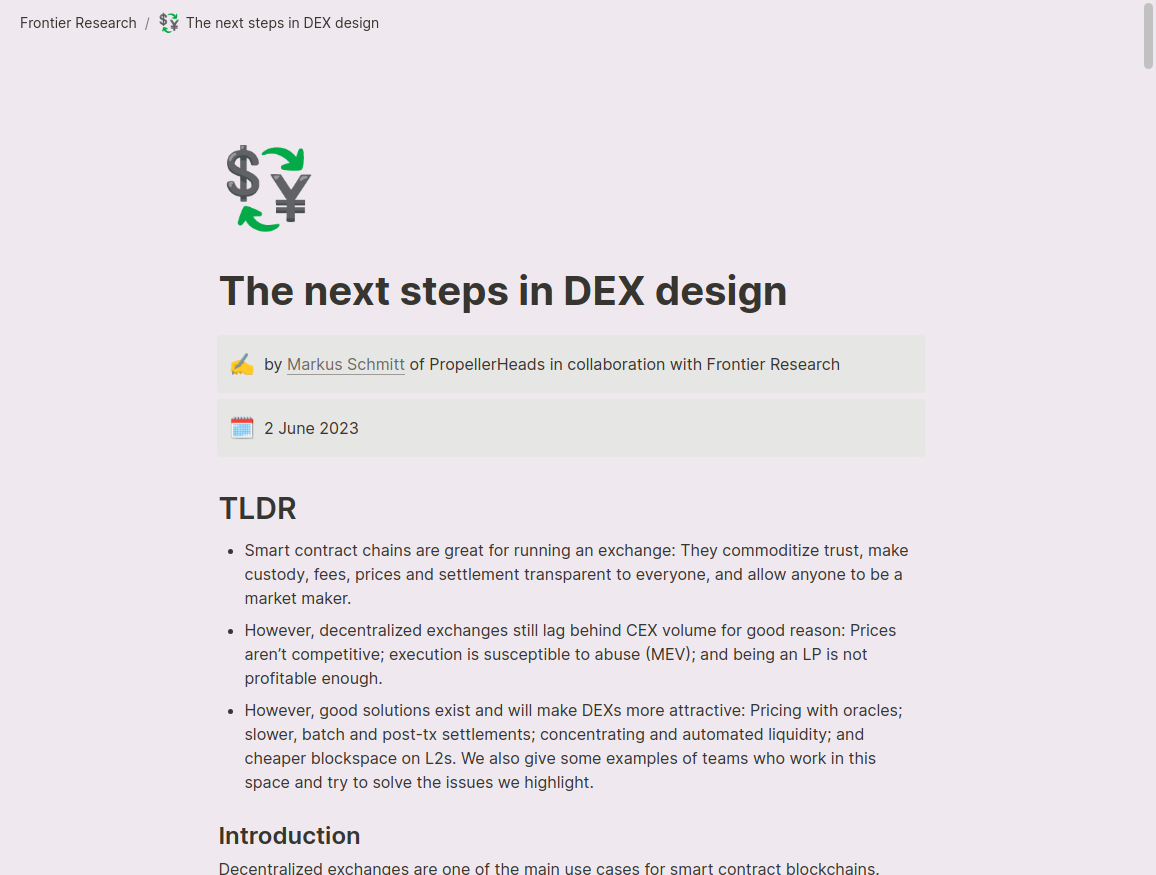 Frontier Research / The next steps in DEX design
The next steps in DEX design
by Markus Schmitt of PropellerHeads in collaboration with Frontier Research
2 June 2023
TLDR
• Smart contract chains are great for running an exchange: They commoditize trust, make
custody, fees, prices and settlement transparent to everyone, and allow anyone to be a
market maker.
• However, decentralized exchanges still lag behind CEX volume for good reason: Prices
aren’t competitive; execution is susceptible to abuse (MEV); and being an LP is not
profitable enough.
• However, good solutions exist and will make DEXs more attractive: Pricing with oracles;
slower, batch and post-tx settlements; concentrating and automated liquidity; and
cheaper blockspace on L2s. We also give some examples of teams who work in this
space and try to solve the issues we highlight.
Introduction
Decentralized exchanges are one of the main use cases for smart contract blockchains.